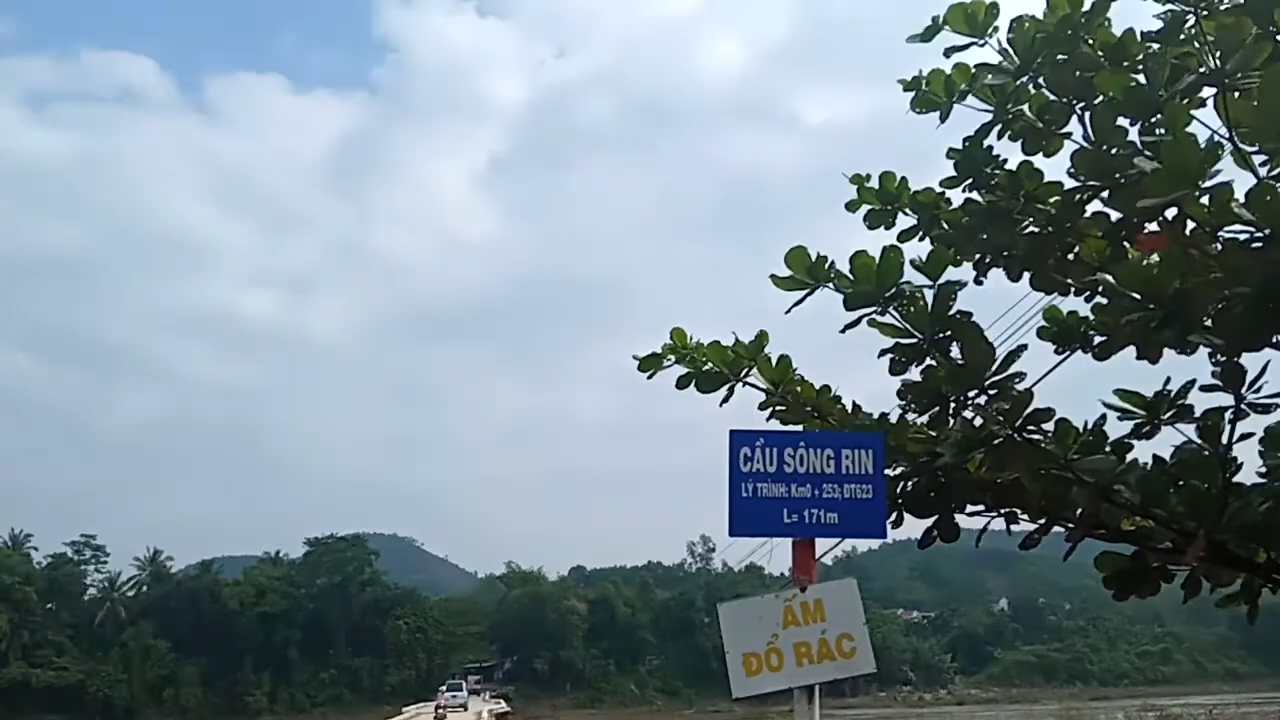 CẦU SÔNG RIN
LÝ TRÌNH: Km0 + 253; ĐT623
L= 171m
ẤM
ĐỔ RÁC